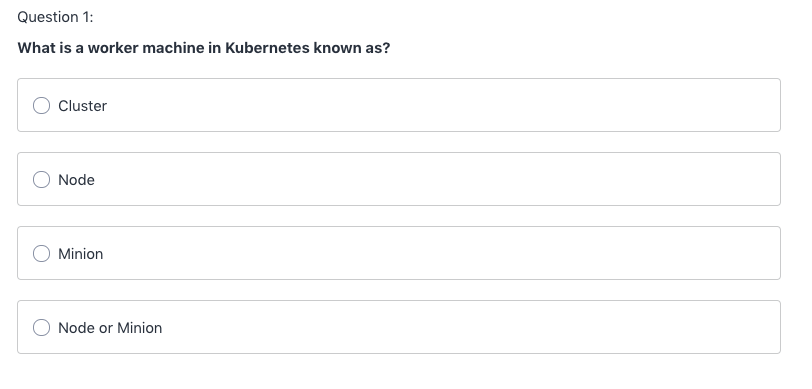 Question 1:
What is a worker machine in Kubernetes known as?
Cluster
Node
Minion
Node or Minion